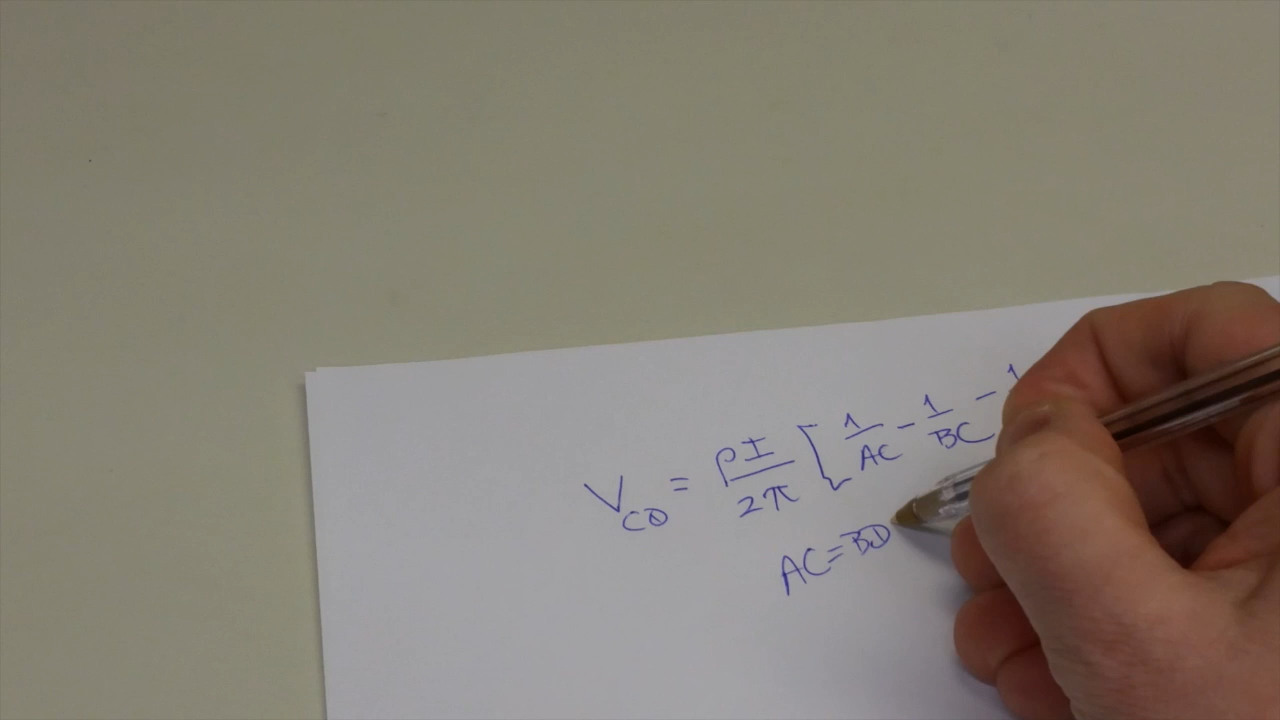 V_CD = ρI/2π [ 1/AC - 1/BC - 1
AC=BD